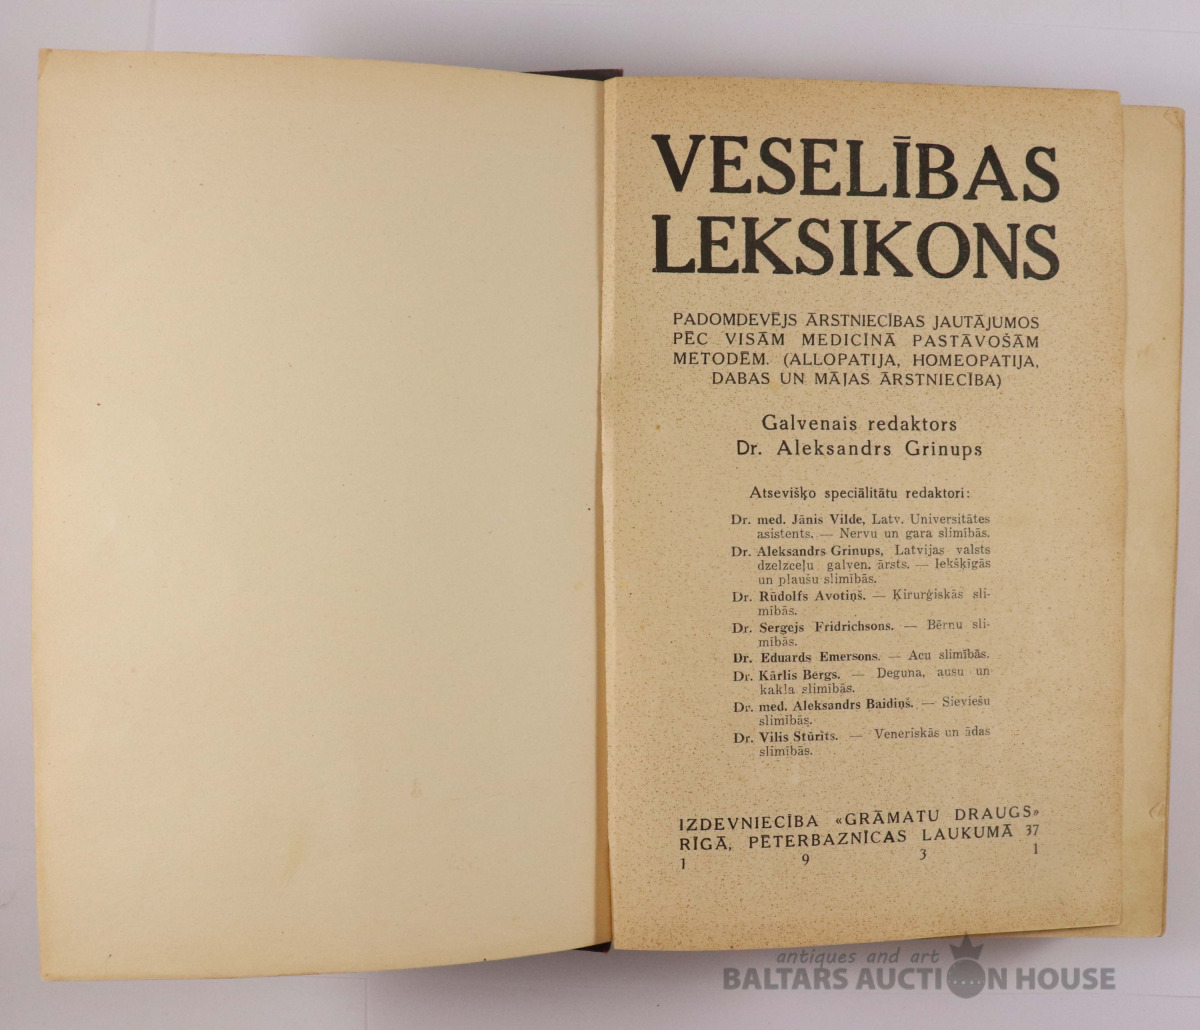 VESELĪBAS
LEKSIKONS
PADOMDEVĒJS ĀRSTNIECĪBAS JAUTĀJUMOS
PĒC VISĀM MEDICĪNĀ PASTĀVOŠĀM
METODĒM. (ALLOPATIJA, HOMEOPATIJA,
DABAS UN MĀJAS ĀRSTNIECĪBA)
Galvenais redaktors
Dr. Aleksandrs Grinups
Atsevišķo speciālitātu redaktori:
Dr. med. Jānis Vilde, Latv. Universitātes
asistents. — Nervu un gara slimībās.
Dr. Aleksandrs Grinups, Latvijas valsts
dzelzceļu galven. ārsts. — Iekšķīgās
un plaušu slimībās.
Dr. Rūdolfs Avotiņš. — Ķirurģiskās sli-
mībās.
Dr. Sergejs Fridrichsons. — Bērnu sli-
mībās.
Dr. Eduards Emersons. — Acu slimībās.
Dr. Kārlis Bergs. — Deguna, ausu un
kakla slimībās.
Dr. med. Aleksandrs Baidiņš. — Sieviešu
slimībās.
Dr. Vilis Stūrīts. — Veneriskās un ādas
slimībās.
IZDEVNIECĪBA «GRĀMATU DRAUGS»
RĪGĀ, PĒTERBAZNĪCAS LAUKUMĀ 37
1 9 3 1
antiques and art
BALTARS AUCTION HOUSE